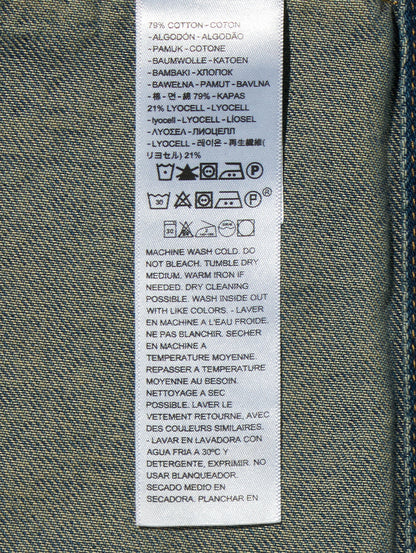 79% COTTON - COTON
- ALGODÓN - ALGODÃO
- PAMUK - COTONE
- BAUMWOLLE - KATOEN
- BAMBAKI - ХЛОПОК
- BAWEŁNA - PAMUT - BAVLNA
- 棉 - 면 - 綿 79% - KAPAS
21% LYOCELL - LYOCELL
- lyocell - LYOCELL - LİOSEL
- ΛΥΟΣΕΛ - ЛИОЦЕЛЛ
- LYOCELL - 레이온 - 再生繊維(
リヨセル) 21%
P
30 P ®
30
MACHINE WASH COLD. DO
NOT BLEACH. TUMBLE DRY
MEDIUM. WARM IRON IF
NEEDED. DRY CLEANING
POSSIBLE. WASH INSIDE OUT
WITH LIKE COLORS. - LAVER
EN MACHINE A L'EAU FROIDE.
NE PAS BLANCHIR. SECHER
EN MACHINE A
TEMPERATURE MOYENNE.
REPASSER A TEMPERATURE
MOYENNE AU BESOIN.
NETTOYAGE A SEC
POSSIBLE. LAVER LE
VETEMENT RETOURNE, AVEC
DES COULEURS SIMILAIRES.
- LAVAR EN LAVADORA CON
AGUA FRIA A 30ºC Y
DETERGENTE, EXPRIMIR. NO
USAR BLANQUEADOR.
SECADO MEDIO EN
SECADORA. PLANCHAR EN